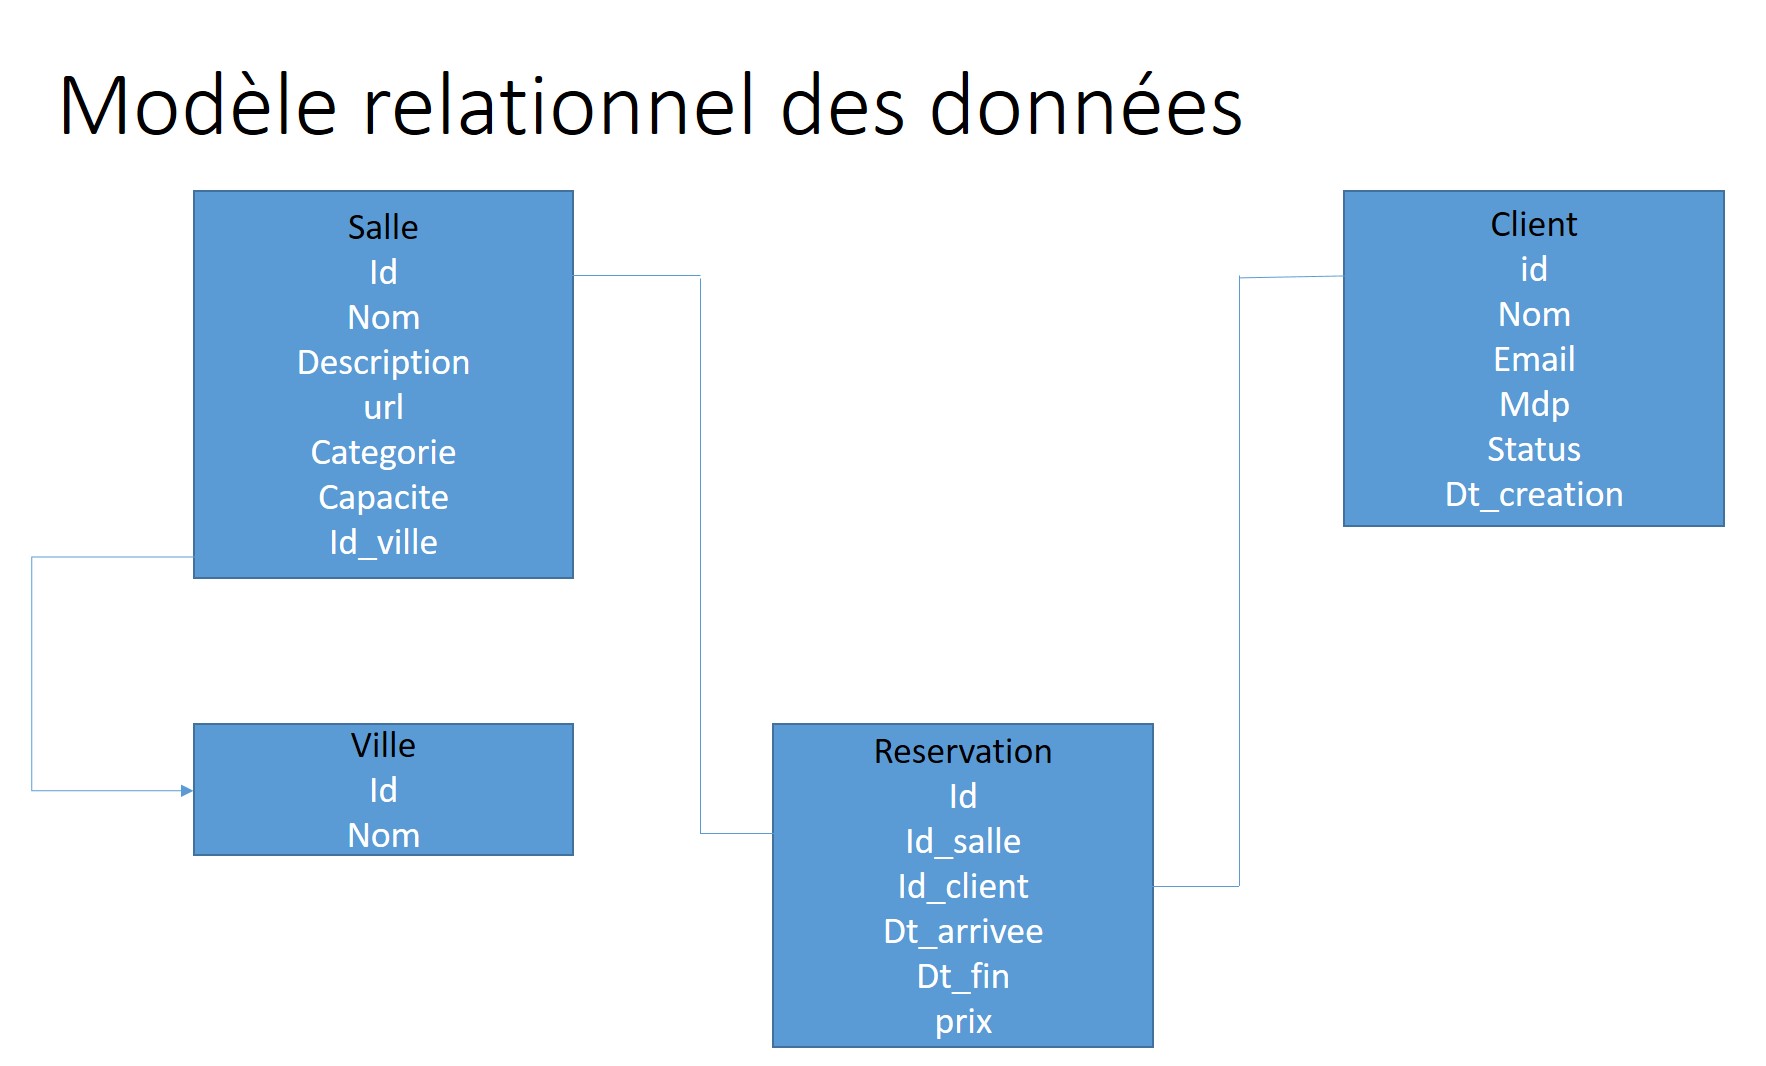 Modèle relationnel des données
Salle
Id
Nom
Description
url
Categorie
Capacite
Id_ville
Client
id
Nom
Email
Mdp
Status
Dt_creation
Ville
Id
Nom
Reservation
Id
Id_salle
Id_client
Dt_arrivee
Dt_fin
prix